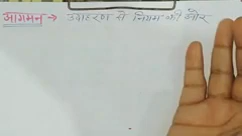 आगमन → उदाहरण से नियम की ओर